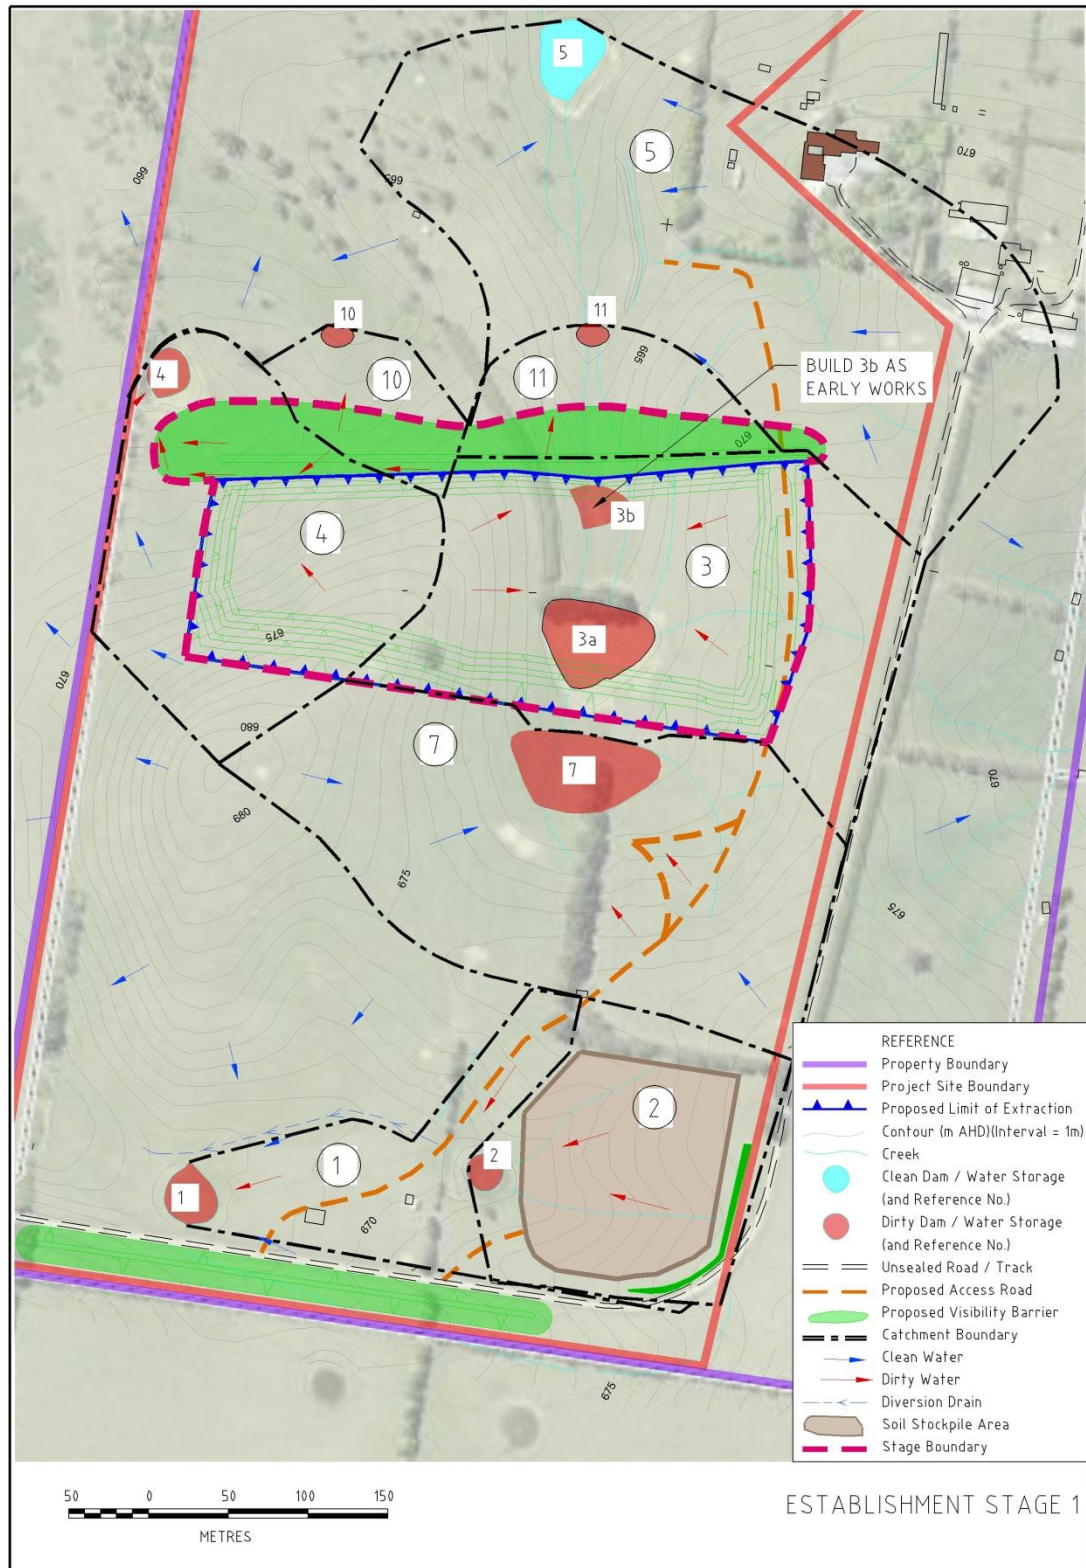 5
5
670
660
665
10
11
665
4
10
11
BUILD 3b AS
EARLY WORKS
670
3b
4
3
3a
675
670
680
7
7
670
680
675
675
2
2
1
1
670
675
REFERENCE
Property Boundary
Project Site Boundary
Proposed Limit of Extraction
Contour (m AHD)(Interval = 1m)
Creek
Clean Dam / Water Storage
(and Reference No.)
Dirty Dam / Water Storage
(and Reference No.)
Unsealed Road / Track
Proposed Access Road
Proposed Visibility Barrier
Catchment Boundary
Clean Water
Dirty Water
Diversion Drain
Soil Stockpile Area
Stage Boundary
50 0 50 100 150
METRES
ESTABLISHMENT STAGE 1